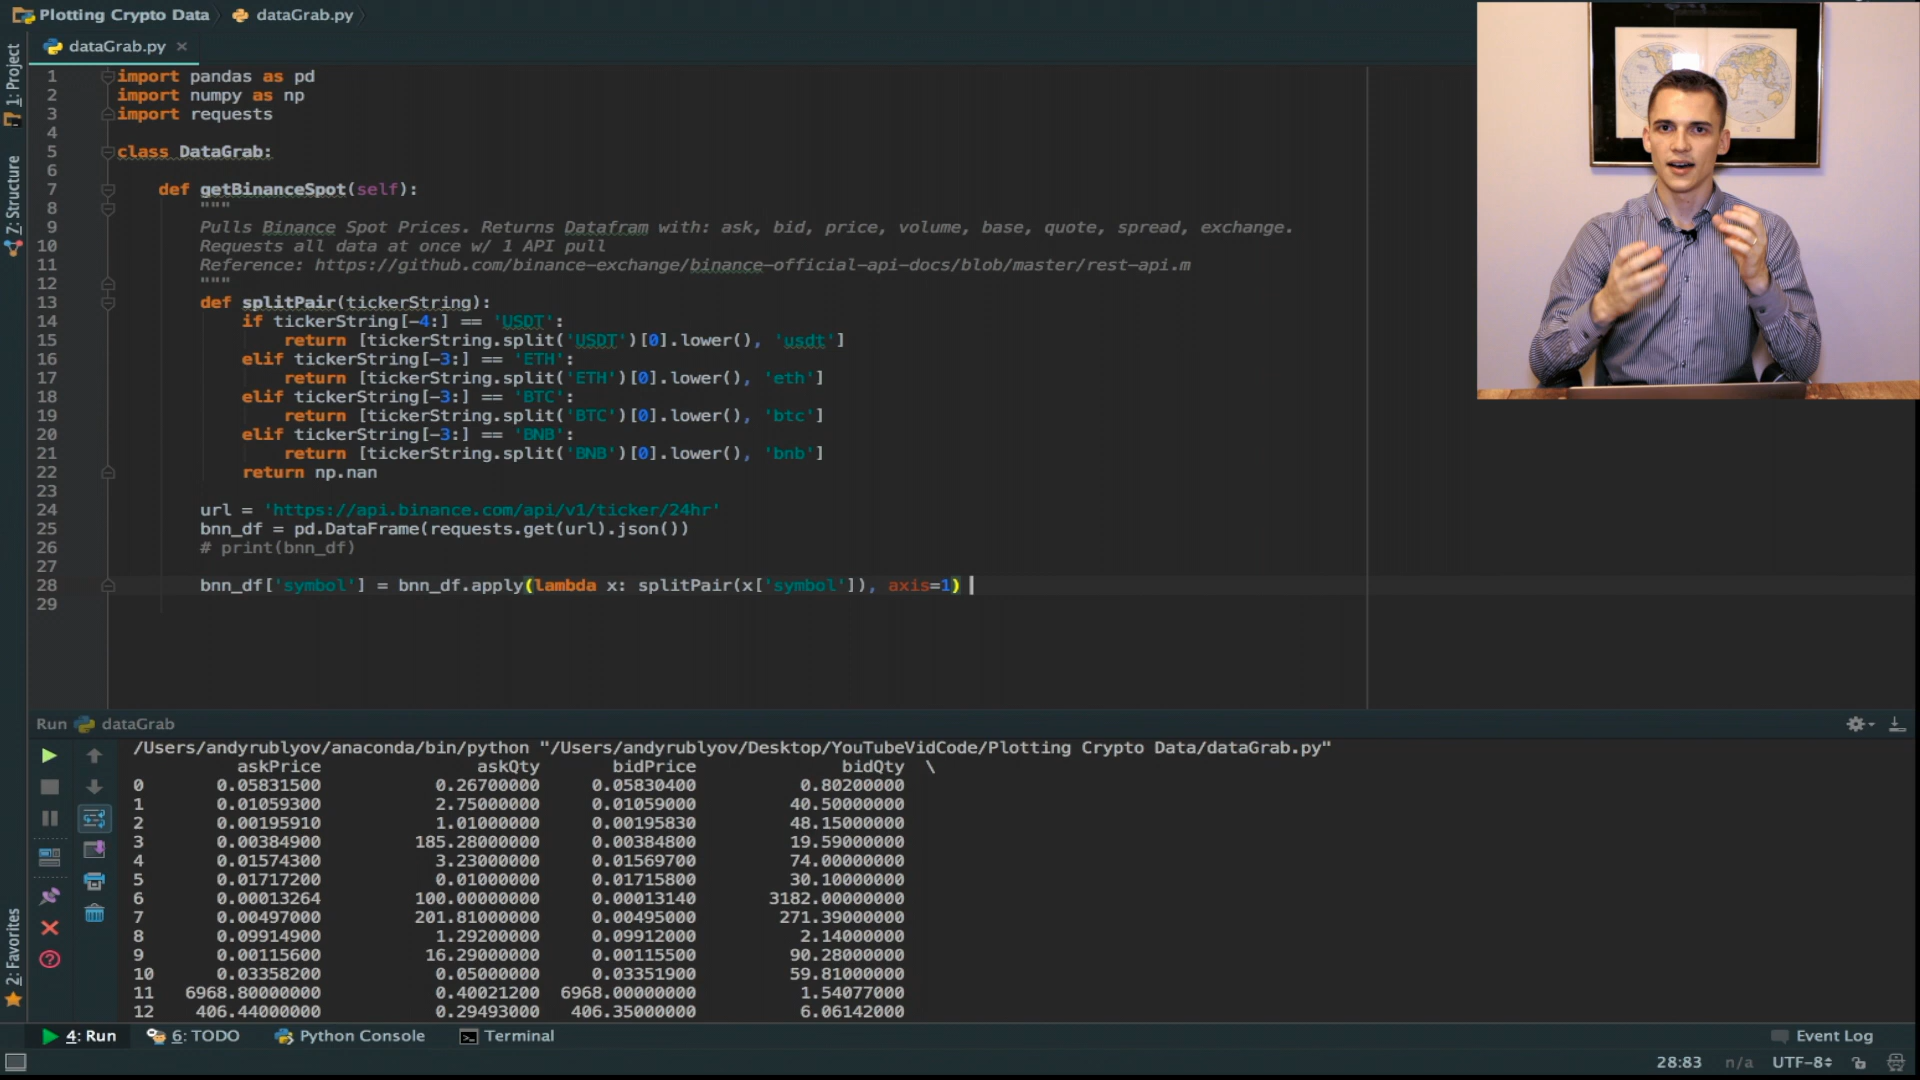 Plotting Crypto Data dataGrab.py
dataGrab.py
1: Project
7: Structure
2: Favorites
1 import pandas as pd
2 import numpy as np
3 import requests
4
5 class DataGrab:
6
7 def getBinanceSpot(self):
8 """
9 Pulls Binance Spot Prices. Returns Datafram with: ask, bid, price, volume, base, quote, spread, exchange.
10 Requests all data at once w/ 1 API pull
11 Reference: https://github.com/binance-exchange/binance-official-api-docs/blob/master/rest-api.m
12 """
13 def splitPair(tickerString):
14 if tickerString[-4:] == 'USDT':
15 return [tickerString.split('USDT')[0].lower(), 'usdt']
16 elif tickerString[-3:] == 'ETH':
17 return [tickerString.split('ETH')[0].lower(), 'eth']
18 elif tickerString[-3:] == 'BTC':
19 return [tickerString.split('BTC')[0].lower(), 'btc']
20 elif tickerString[-3:] == 'BNB':
21 return [tickerString.split('BNB')[0].lower(), 'bnb']
22 return np.nan
23
24 url = 'https://api.binance.com/api/v1/ticker/24hr'
25 bnn_df = pd.DataFrame(requests.get(url).json())
26 # print(bnn_df)
27
28 bnn_df['symbol'] = bnn_df.apply(lambda x: splitPair(x['symbol']), axis=1)
29
Run dataGrab
/Users/andyrublyov/anaconda/bin/python "/Users/andyrublyov/Desktop/YouTubeVidCode/Plotting Crypto Data/dataGrab.py"
askPrice askQty bidPrice bidQty \
0 0.05831500 0.26700000 0.05830400 0.80200000
1 0.01059300 2.75000000 0.01059000 40.50000000
2 0.00195910 1.01000000 0.00195830 48.15000000
3 0.00384900 185.28000000 0.00384800 19.59000000
4 0.01574300 3.23000000 0.01569700 74.00000000
5 0.01717200 0.01000000 0.01715800 30.10000000
6 0.00013264 100.00000000 0.00013140 3182.00000000
7 0.00497000 201.81000000 0.00495000 271.39000000
8 0.09914900 1.29200000 0.09912000 2.14000000
9 0.00115600 16.29000000 0.00115500 90.28000000
10 0.03358200 0.05000000 0.03351900 59.81000000
11 6968.80000000 0.40021200 6968.00000000 1.54077000
12 406.44000000 0.29493000 406.35000000 6.06142000
4: Run 6: TODO Python Console Terminal Event Log
28:83 n/a UTF-8